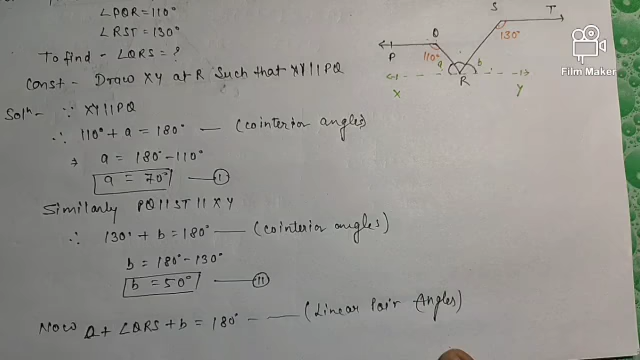 ∠PQR = 110°
∠RST = 130°
To find - ∠QRS = ?
Const - Draw XY at R Such that XY || PQ
Solⁿ - ∵ XY || PQ
∴ 110° + a = 180° — (cointerior angles)
⇒ a = 180° - 110°
a = 70° — I
Similarly PQ || ST || XY
∴ 130° + b = 180° — (cointerior angles)
b = 180° - 130°
b = 50° — II
Now a + ∠QRS + b = 180° - — (Linear Pair Angles)
S T
Q 130°
P 110° a b
R
X Y
Film Maker